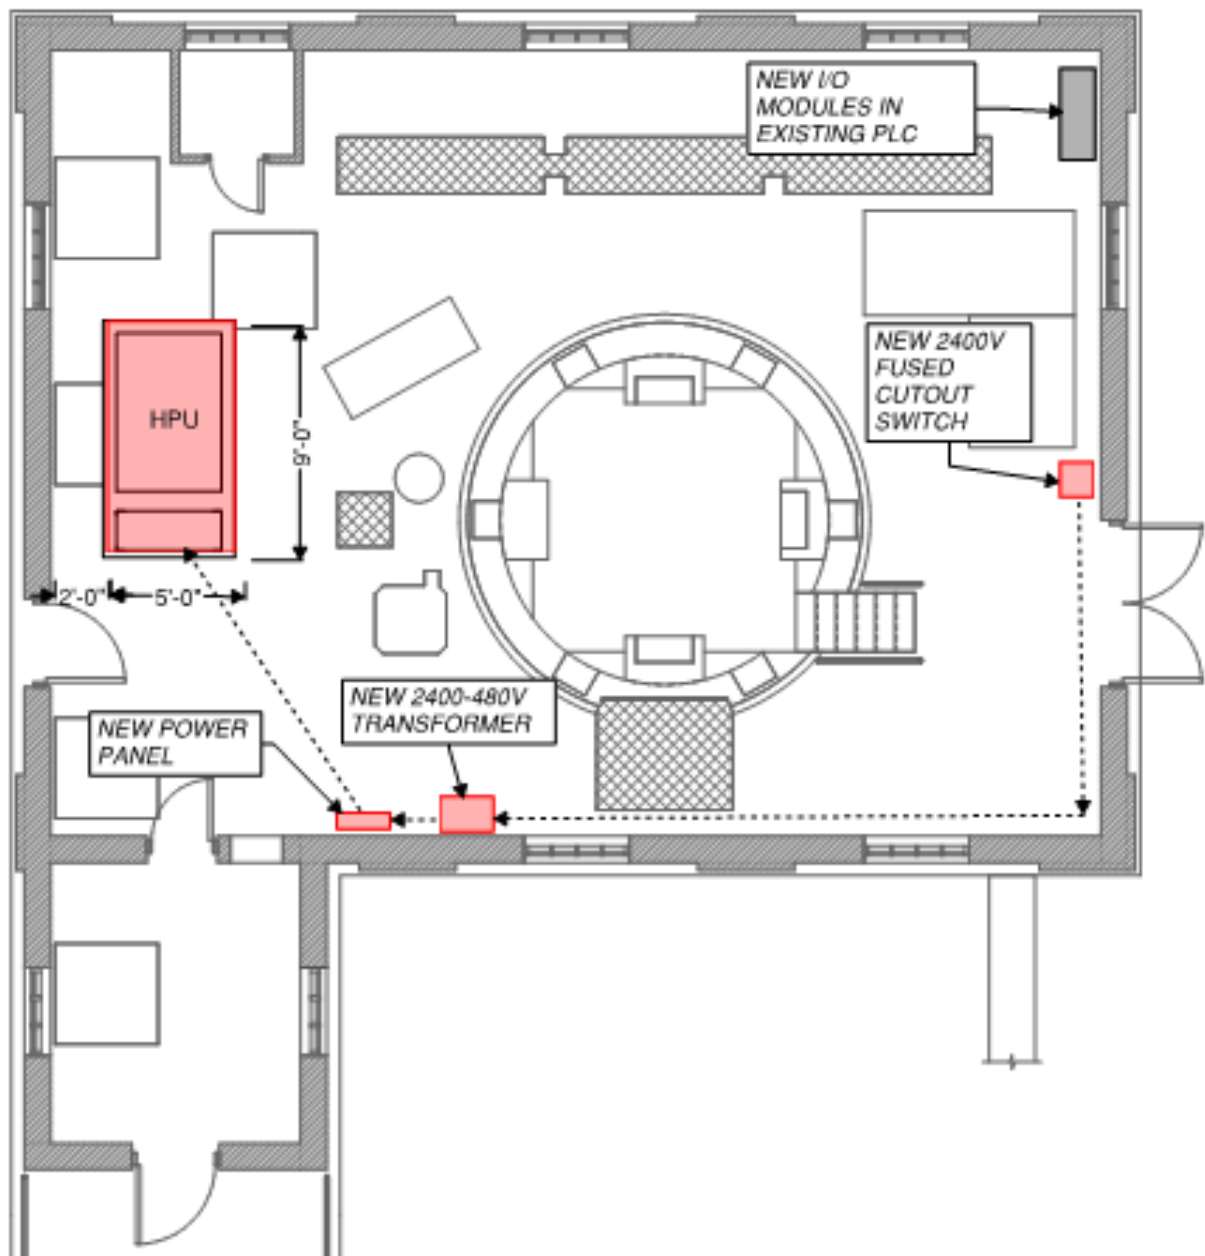 NEW I/O
MODULES IN
EXISTING PLC
NEW 2400V
FUSED
CUTOUT
SWITCH
HPU
9'-0"
2'-0"
5'-0"
NEW 2400-480V
TRANSFORMER
NEW POWER
PANEL